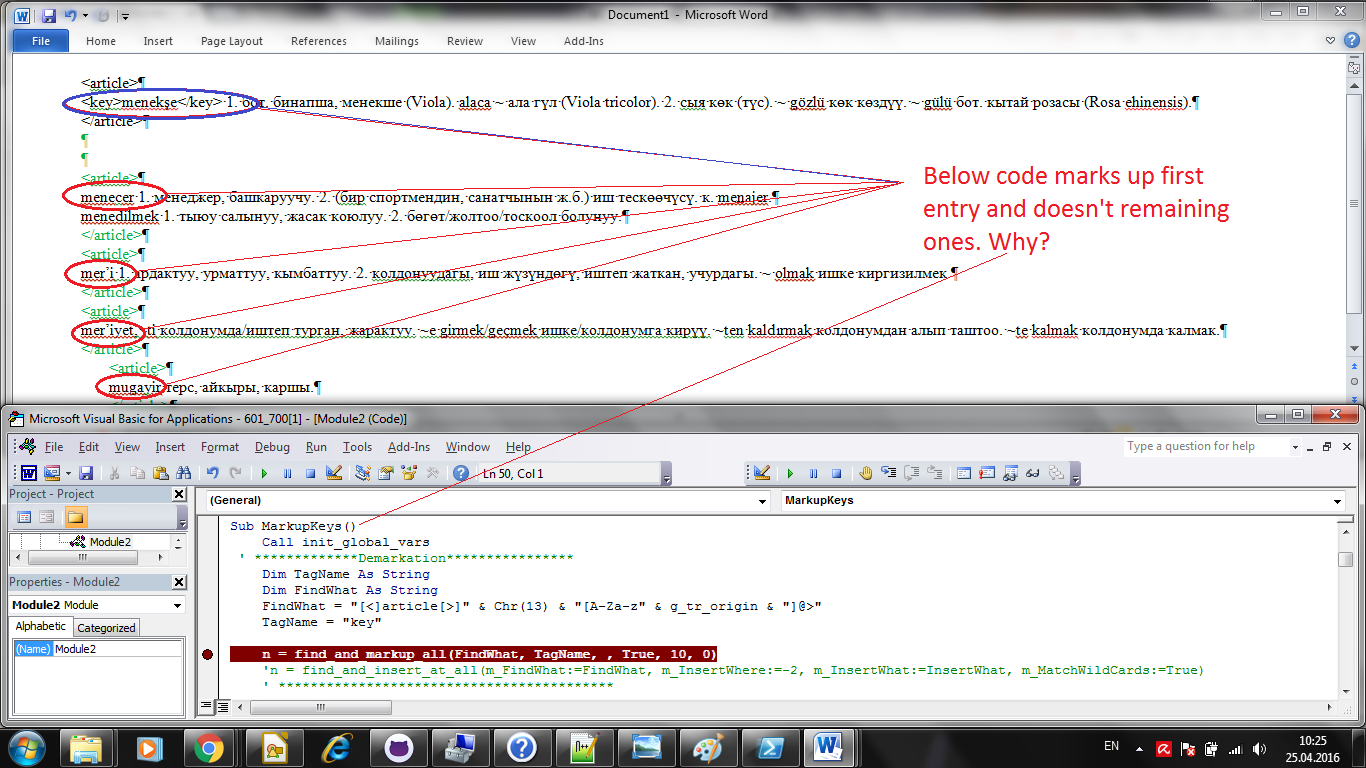 Document1 - Microsoft Word
File Home Insert Page Layout References Mailings Review View Add-Ins
<article>¶
<key>menekşe</key>·1.·бот.·бинапша,·менекше·(Viola).·alaca·~·ала·гүл·(Viola·tricolor).·2.·сыя·көк·(түс).·~·gözlü·көк·көздүү.·~·gülü·бот.·кытай·розасы·(Rosa·ehinensis).¶
</article>¶
¶
¶
<article>¶
menecer·1.·менеджер,·башкаруучу.·2.·(бир·спортмендин,·санатчынын·ж.б.)·иш·тескөөчүсү.·к.·menajer.¶
menedilmek·1.·тыюу·салынуу,·жасак·коюлуу.·2.·бөгөт/жолтоо/тоскоол·болунуу.¶
</article>¶
<article>¶
mer’i·1.·ардактуу,·урматтуу,·кымбаттуу.·2.·колдонуудагы,·иш·жүзүндөгү,·иштеп·жаткан,·учурдагы.·~·olmak·ишке·киргизилмек.¶
</article>¶
<article>¶
mer’iyet,·ti·колдонумда/иштеп·турган,·жарактуу.·~e·girmek/geçmek·ишке/колдонумга·кирүү.·~ten·kaldırmak·колдонумдан·алып·таштоо.·~te·kalmak·колдонумда·калмак.¶
</article>¶
<article>¶
mugayir·терс,·айкыры,·каршы.¶
Below code marks up first
entry and doesn't remaining
ones. Why?
Microsoft Visual Basic for Applications - 601_700[1] - [Module2 (Code)]
File Edit View Insert Format Debug Run Tools Add-Ins Window Help
Type a question for help
Ln 50, Col 1
Project - Project
Module2
Properties - Module2
Module2 Module
Alphabetic Categorized
(Name) Module2
(General) MarkupKeys
Sub MarkupKeys()
Call init_global_vars
' *************Demarkation****************
Dim TagName As String
Dim FindWhat As String
FindWhat = "[<]article[>]" & Chr(13) & "[A-Za-z" & g_tr_origin & "]@>"
TagName = "key"
n = find_and_markup_all(FindWhat, TagName, , True, 10, 0)
'n = find_and_insert_at_all(m_FindWhat:=FindWhat, m_InsertWhere:=-2, m_InsertWhat:=InsertWhat, m_MatchWildCards:=True)
' ******************************************
EN
10:25
25.04.2016